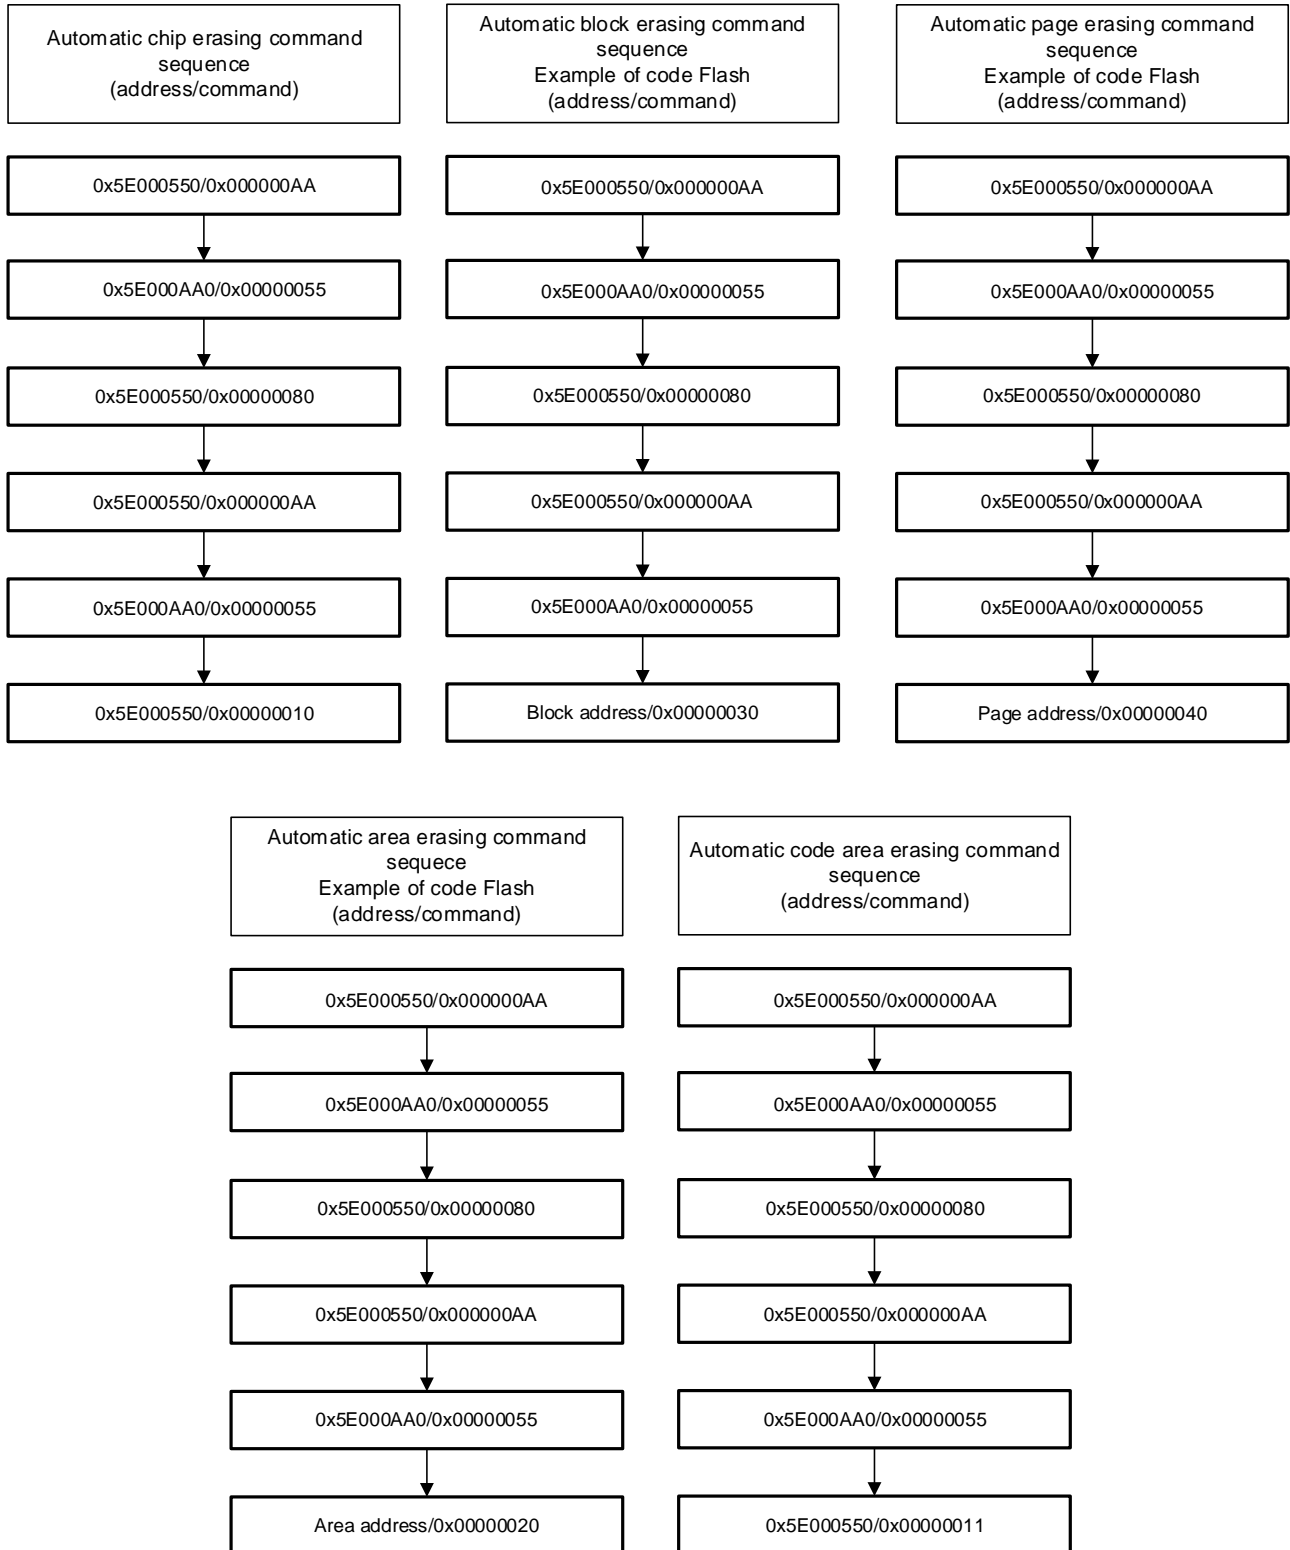 Automatic chip erasing command
sequence
(address/command)
0x5E000550/0x000000AA
0x5E000AA0/0x00000055
0x5E000550/0x00000080
0x5E000550/0x000000AA
0x5E000AA0/0x00000055
0x5E000550/0x00000010
Automatic block erasing command
sequence
Example of code Flash
(address/command)
0x5E000550/0x000000AA
0x5E000AA0/0x00000055
0x5E000550/0x00000080
0x5E000550/0x000000AA
0x5E000AA0/0x00000055
Block address/0x00000030
Automatic page erasing command
sequence
Example of code Flash
(address/command)
0x5E000550/0x000000AA
0x5E000AA0/0x00000055
0x5E000550/0x00000080
0x5E000550/0x000000AA
0x5E000AA0/0x00000055
Page address/0x00000040
Automatic area erasing command
sequece
Example of code Flash
(address/command)
0x5E000550/0x000000AA
0x5E000AA0/0x00000055
0x5E000550/0x00000080
0x5E000550/0x000000AA
0x5E000AA0/0x00000055
Area address/0x00000020
Automatic code area erasing command
sequence
(address/command)
0x5E000550/0x000000AA
0x5E000AA0/0x00000055
0x5E000550/0x00000080
0x5E000550/0x000000AA
0x5E000AA0/0x00000055
0x5E000550/0x00000011